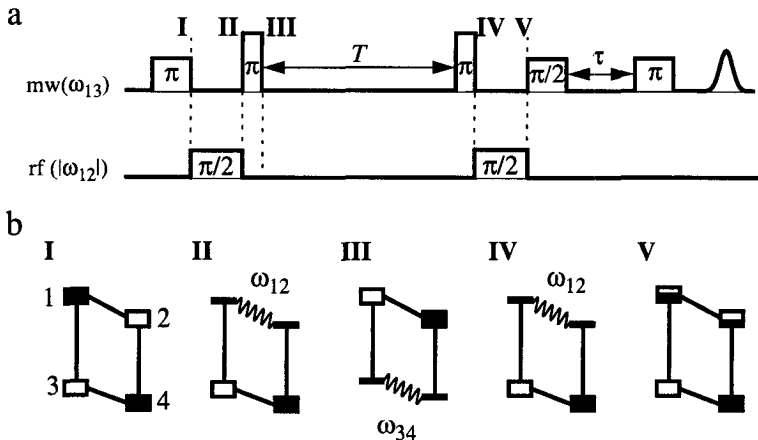 a
I II III IV V
mw(ω₁₃) π π T π π/2 τ π
rf (|ω₁₂|) π/2 π/2
b
I II III IV V
ω₁₂ ω₁₂
1 2
3 4
ω₃₄